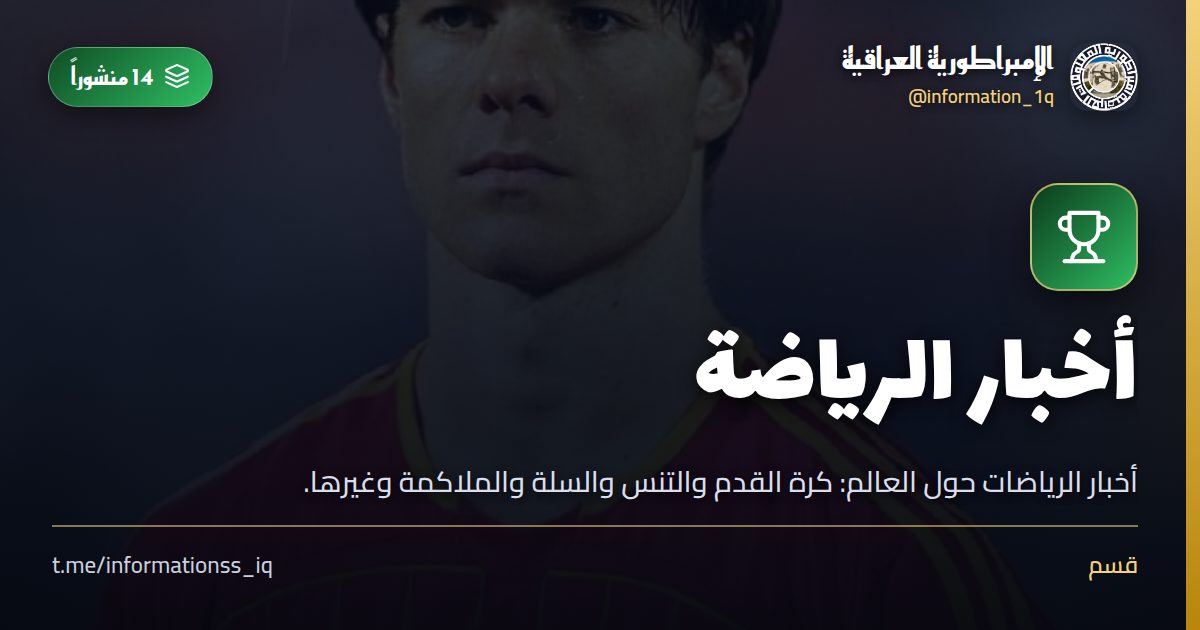 الإمبراطورية العراقية
@information_1q
14 منشوراً
أخبار الرياضة
أخبار الرياضات حول العالم: كرة القدم والتنس والسلة والملاكمة وغيرها.
قسم
t.me/informationss_iq